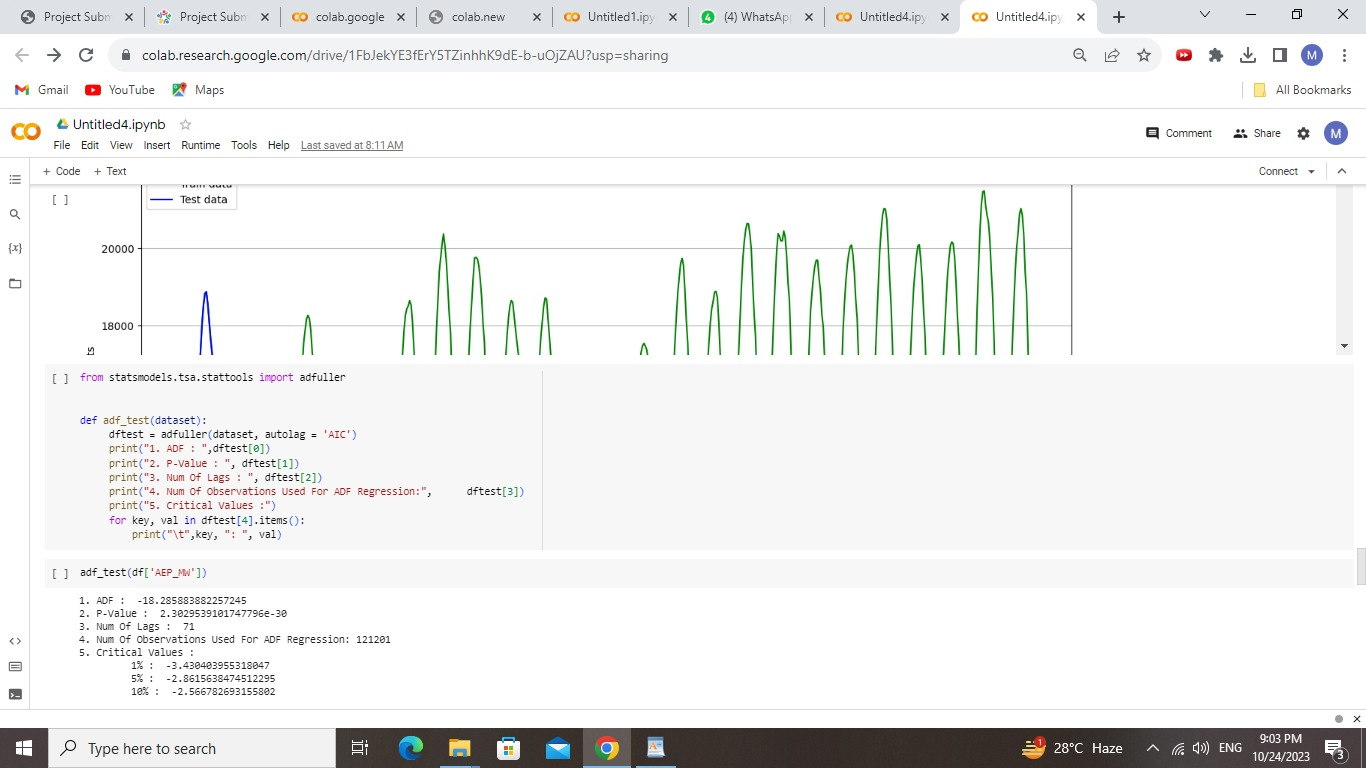 Project Subm
Project Subm
colab.google
colab.new
Untitled1.ipy
(4) WhatsAp
Untitled4.ipy
Untitled4.ipy
colab.research.google.com/drive/1FbJekYE3fErY5TZinhhK9dE-b-uOjZAU?usp=sharing
M
Gmail YouTube Maps All Bookmarks
Untitled4.ipynb
Comment Share M
File Edit View Insert Runtime Tools Help Last saved at 8:11 AM
+ Code + Text Connect
Train data
[ ] Test data
20000
18000
ts
{x}
[ ] from statsmodels.tsa.stattools import adfuller
def adf_test(dataset):
dftest = adfuller(dataset, autolag = 'AIC')
print("1. ADF : ",dftest[0])
print("2. P-Value : ", dftest[1])
print("3. Num Of Lags : ", dftest[2])
print("4. Num Of Observations Used For ADF Regression:", dftest[3])
print("5. Critical Values :")
for key, val in dftest[4].items():
print("\t",key, ": ", val)
[ ] adf_test(df['AEP_MW'])
1. ADF : -18.285883882257245
2. P-Value : 2.3029539101747796e-30
3. Num Of Lags : 71
4. Num Of Observations Used For ADF Regression: 121201
5. Critical Values :
1% : -3.430403955318047
5% : -2.8615638474512295
10% : -2.566782693155802
Type here to search
1
28°C Haze
ENG
9:03 PM
10/24/2023
3